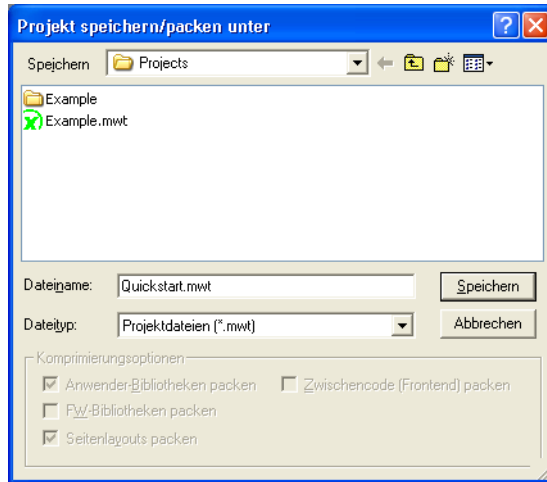 Projekt speichern/packen unter
Speichern Projects
Example
Example.mwt
Dateiname: Quickstart.mwt Speichern
Dateityp: Projektdateien (*.mwt) Abbrechen
Komprimierungsoptionen
Anwender-Bibliotheken packen Zwischencode (Frontend) packen
FW-Bibliotheken packen
Seitenlayouts packen